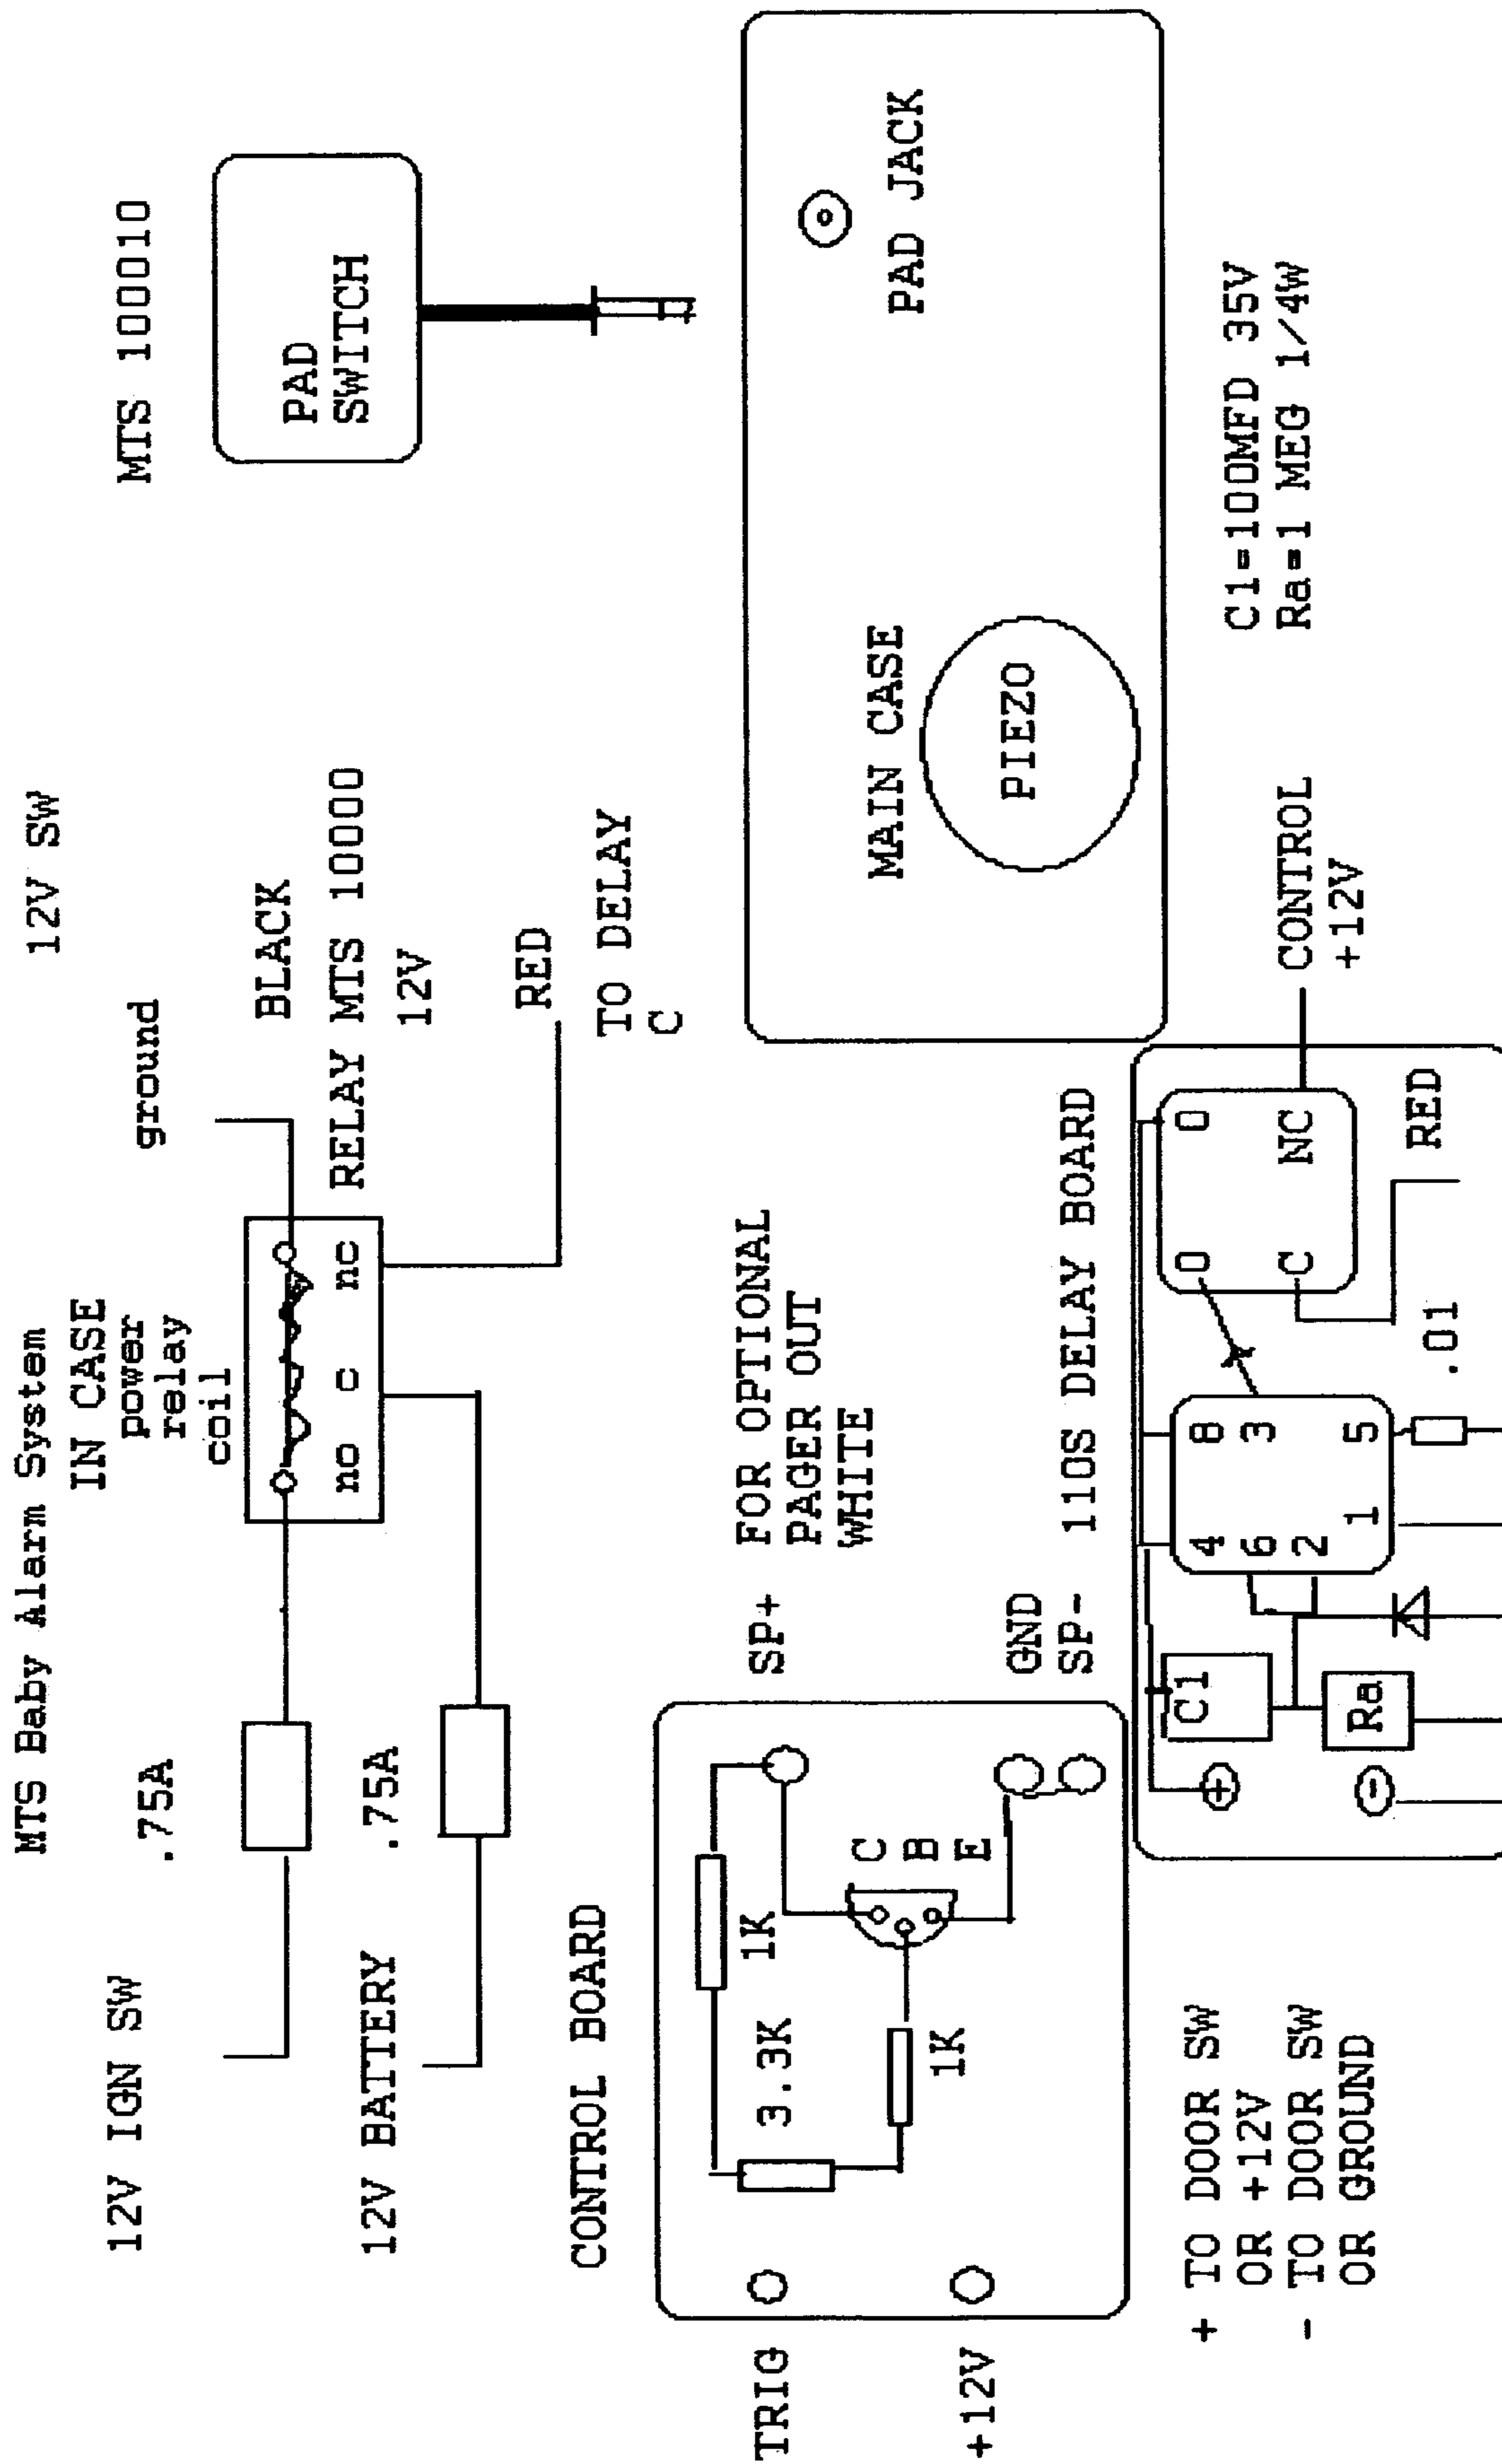 MTS Baby Alarm System
12V SW
IN CASE
power
relay
coil
ground
MTS 100010
12V IGN SW
.75A
BLACK
no c nc
RELAY MTS 10000
12V
12V BATTERY
.75A
RED
TO DELAY
C
PAD
SWITCH
CONTROL BOARD
TRIG
+12V
3.3K
1K
1K
C
B
E
SP+
GND
SP-
FOR OPTIONAL
PAGER OUT
WHITE
MAIN CASE
PIEZO
PAD JACK
110S DELAY BOARD
+ TO DOOR SW
OR +12V
- TO DOOR SW
OR GROUND
+
-
C1
Ra
4 8
6 3
2
1 5
.01
0 0
C NC
RED
CONTROL
+12V
C1=100MFD 35V
Ra=1 MEG 1/4W